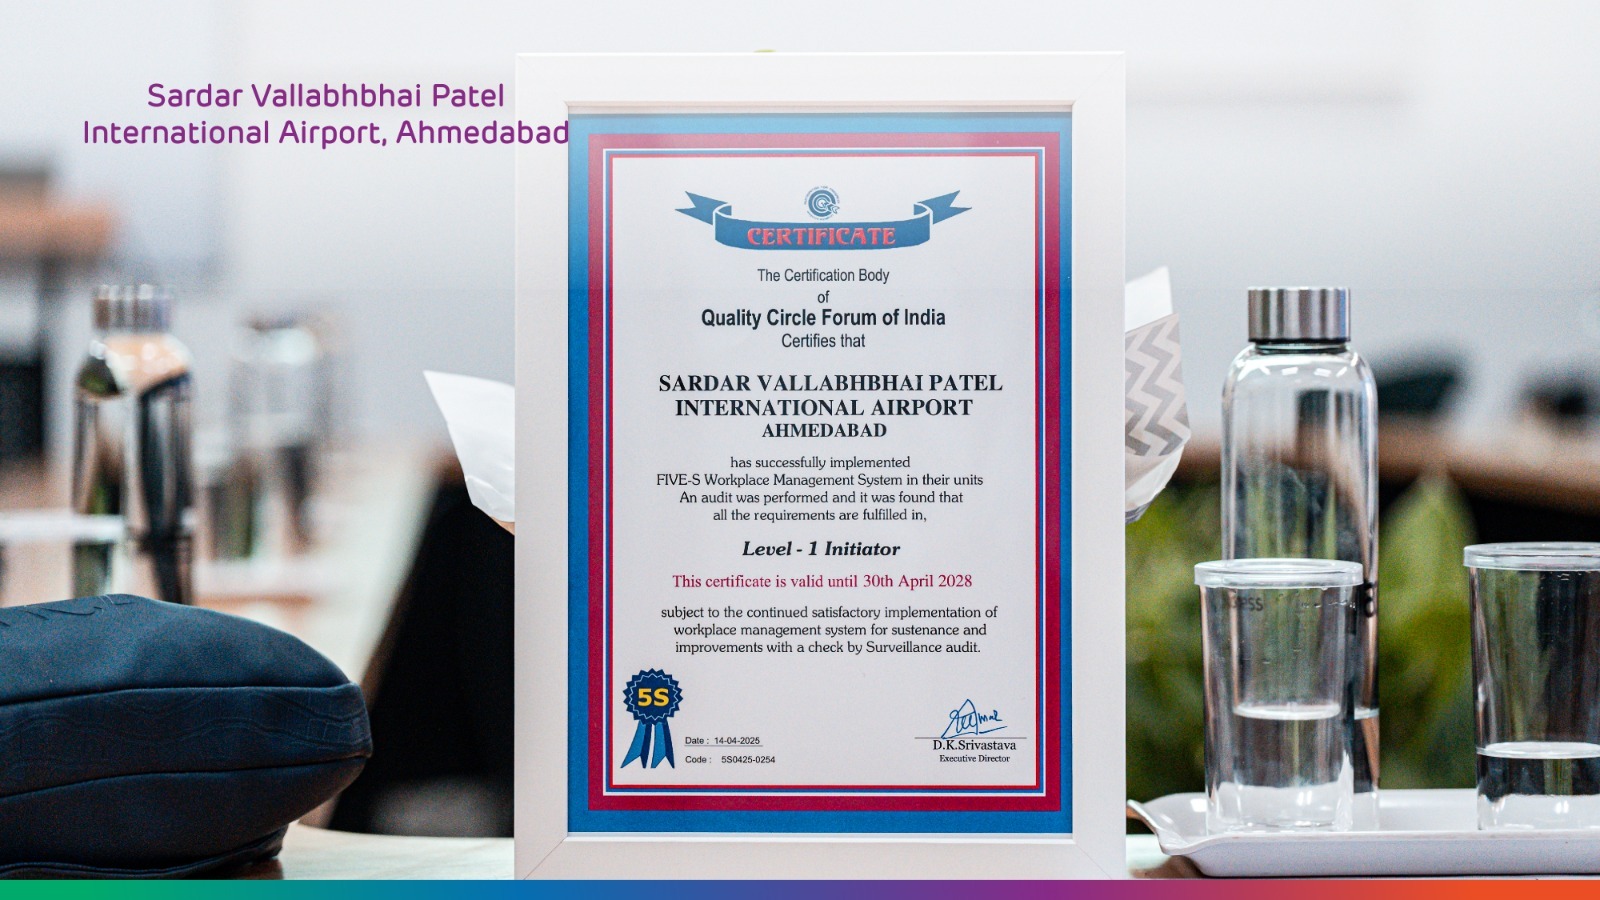 Sardar Vallabhbhai Patel
International Airport, Ahmedabad
CERTIFICATE
The Certification Body
of
Quality Circle Forum of India
Certifies that
SARDAR VALLABHBHAI PATEL
INTERNATIONAL AIRPORT
AHMEDABAD
has successfully implemented
FIVE-S Workplace Management System in their units
An audit was performed and it was found that
all the requirements are fulfilled in,
Level - 1 Initiator
This certificate is valid until 30th April 2028
subject to the continued satisfactory implementation of
workplace management system for sustenance and
improvements with a check by Surveillance audit.
5S
Date : 14-04-2025
Code : 5S0425-0254
D.K.Srivastava
Executive Director